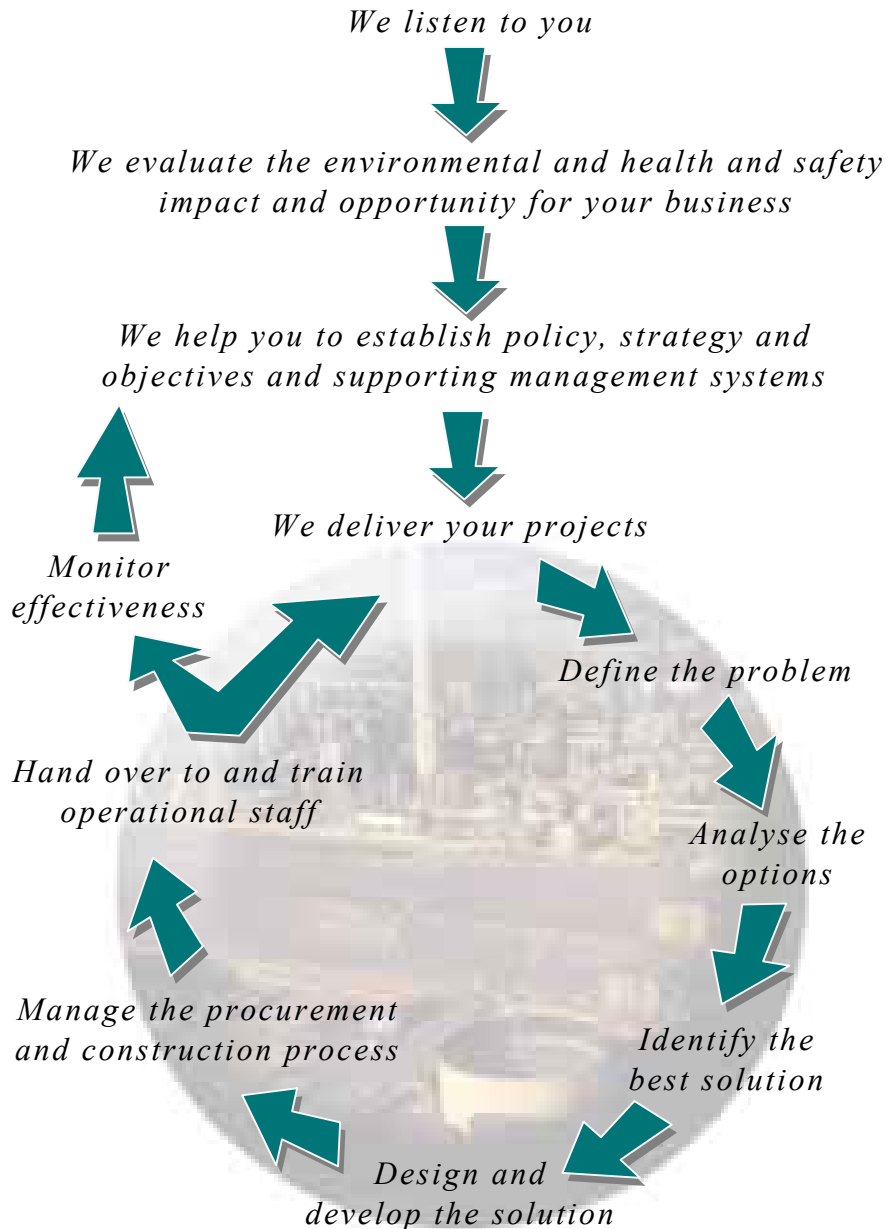 We listen to you
We evaluate the environmental and health and safety
impact and opportunity for your business
We help you to establish policy, strategy and
objectives and supporting management systems
We deliver your projects
Define the problem
Analyse the
options
Identify the
best solution
Design and
develop the solution
Manage the procurement
and construction process
Hand over to and train
operational staff
Monitor
effectiveness